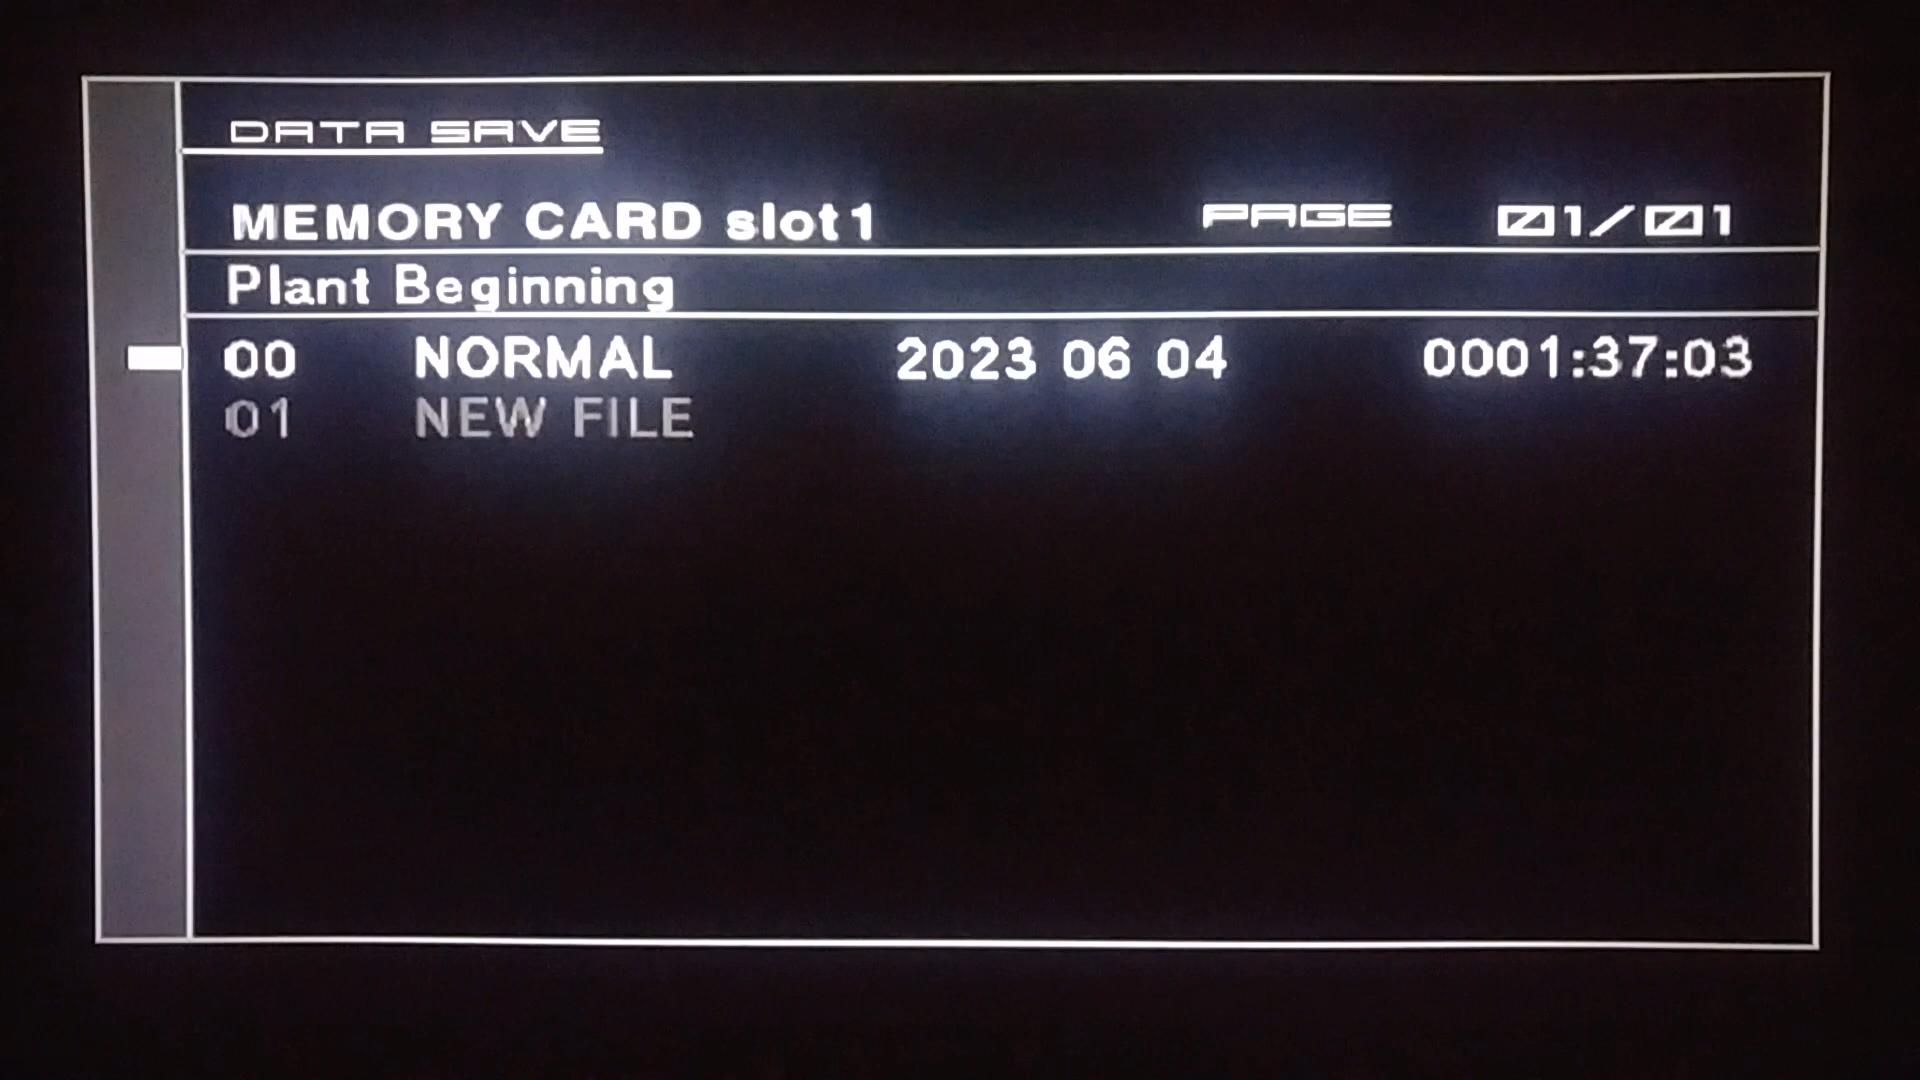 DATA SAVE
MEMORY CARD slot1 PAGE 01/01
Plant Beginning
00 NORMAL 2023 06 04 0001:37:03
01 NEW FILE